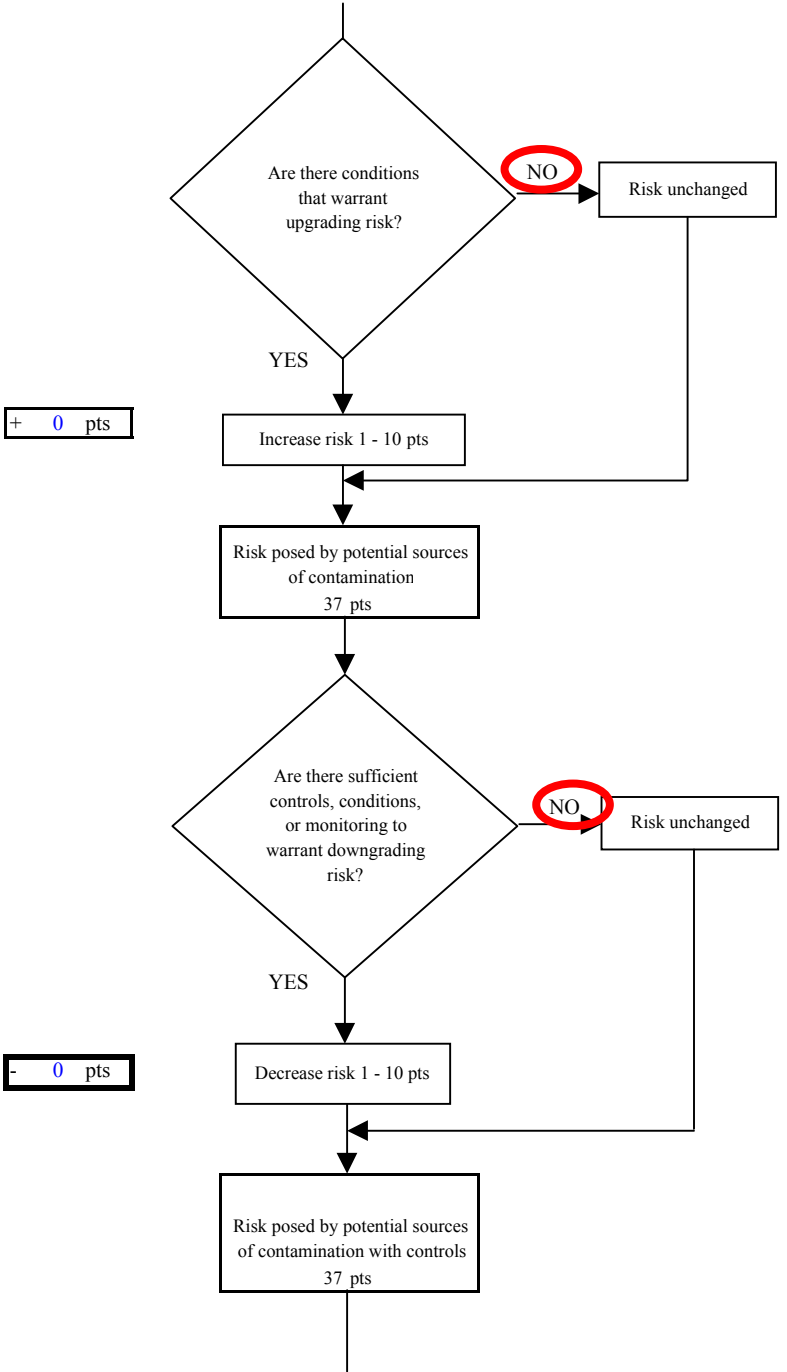 Are there conditions
that warrant
upgrading risk?
NO
Risk unchanged
YES
+ 0 pts
Increase risk 1 - 10 pts
Risk posed by potential sources
of contamination
37 pts
Are there sufficient
controls, conditions,
or monitoring to
warrant downgrading
risk?
NO
Risk unchanged
YES
- 0 pts
Decrease risk 1 - 10 pts
Risk posed by potential sources
of contamination with controls
37 pts